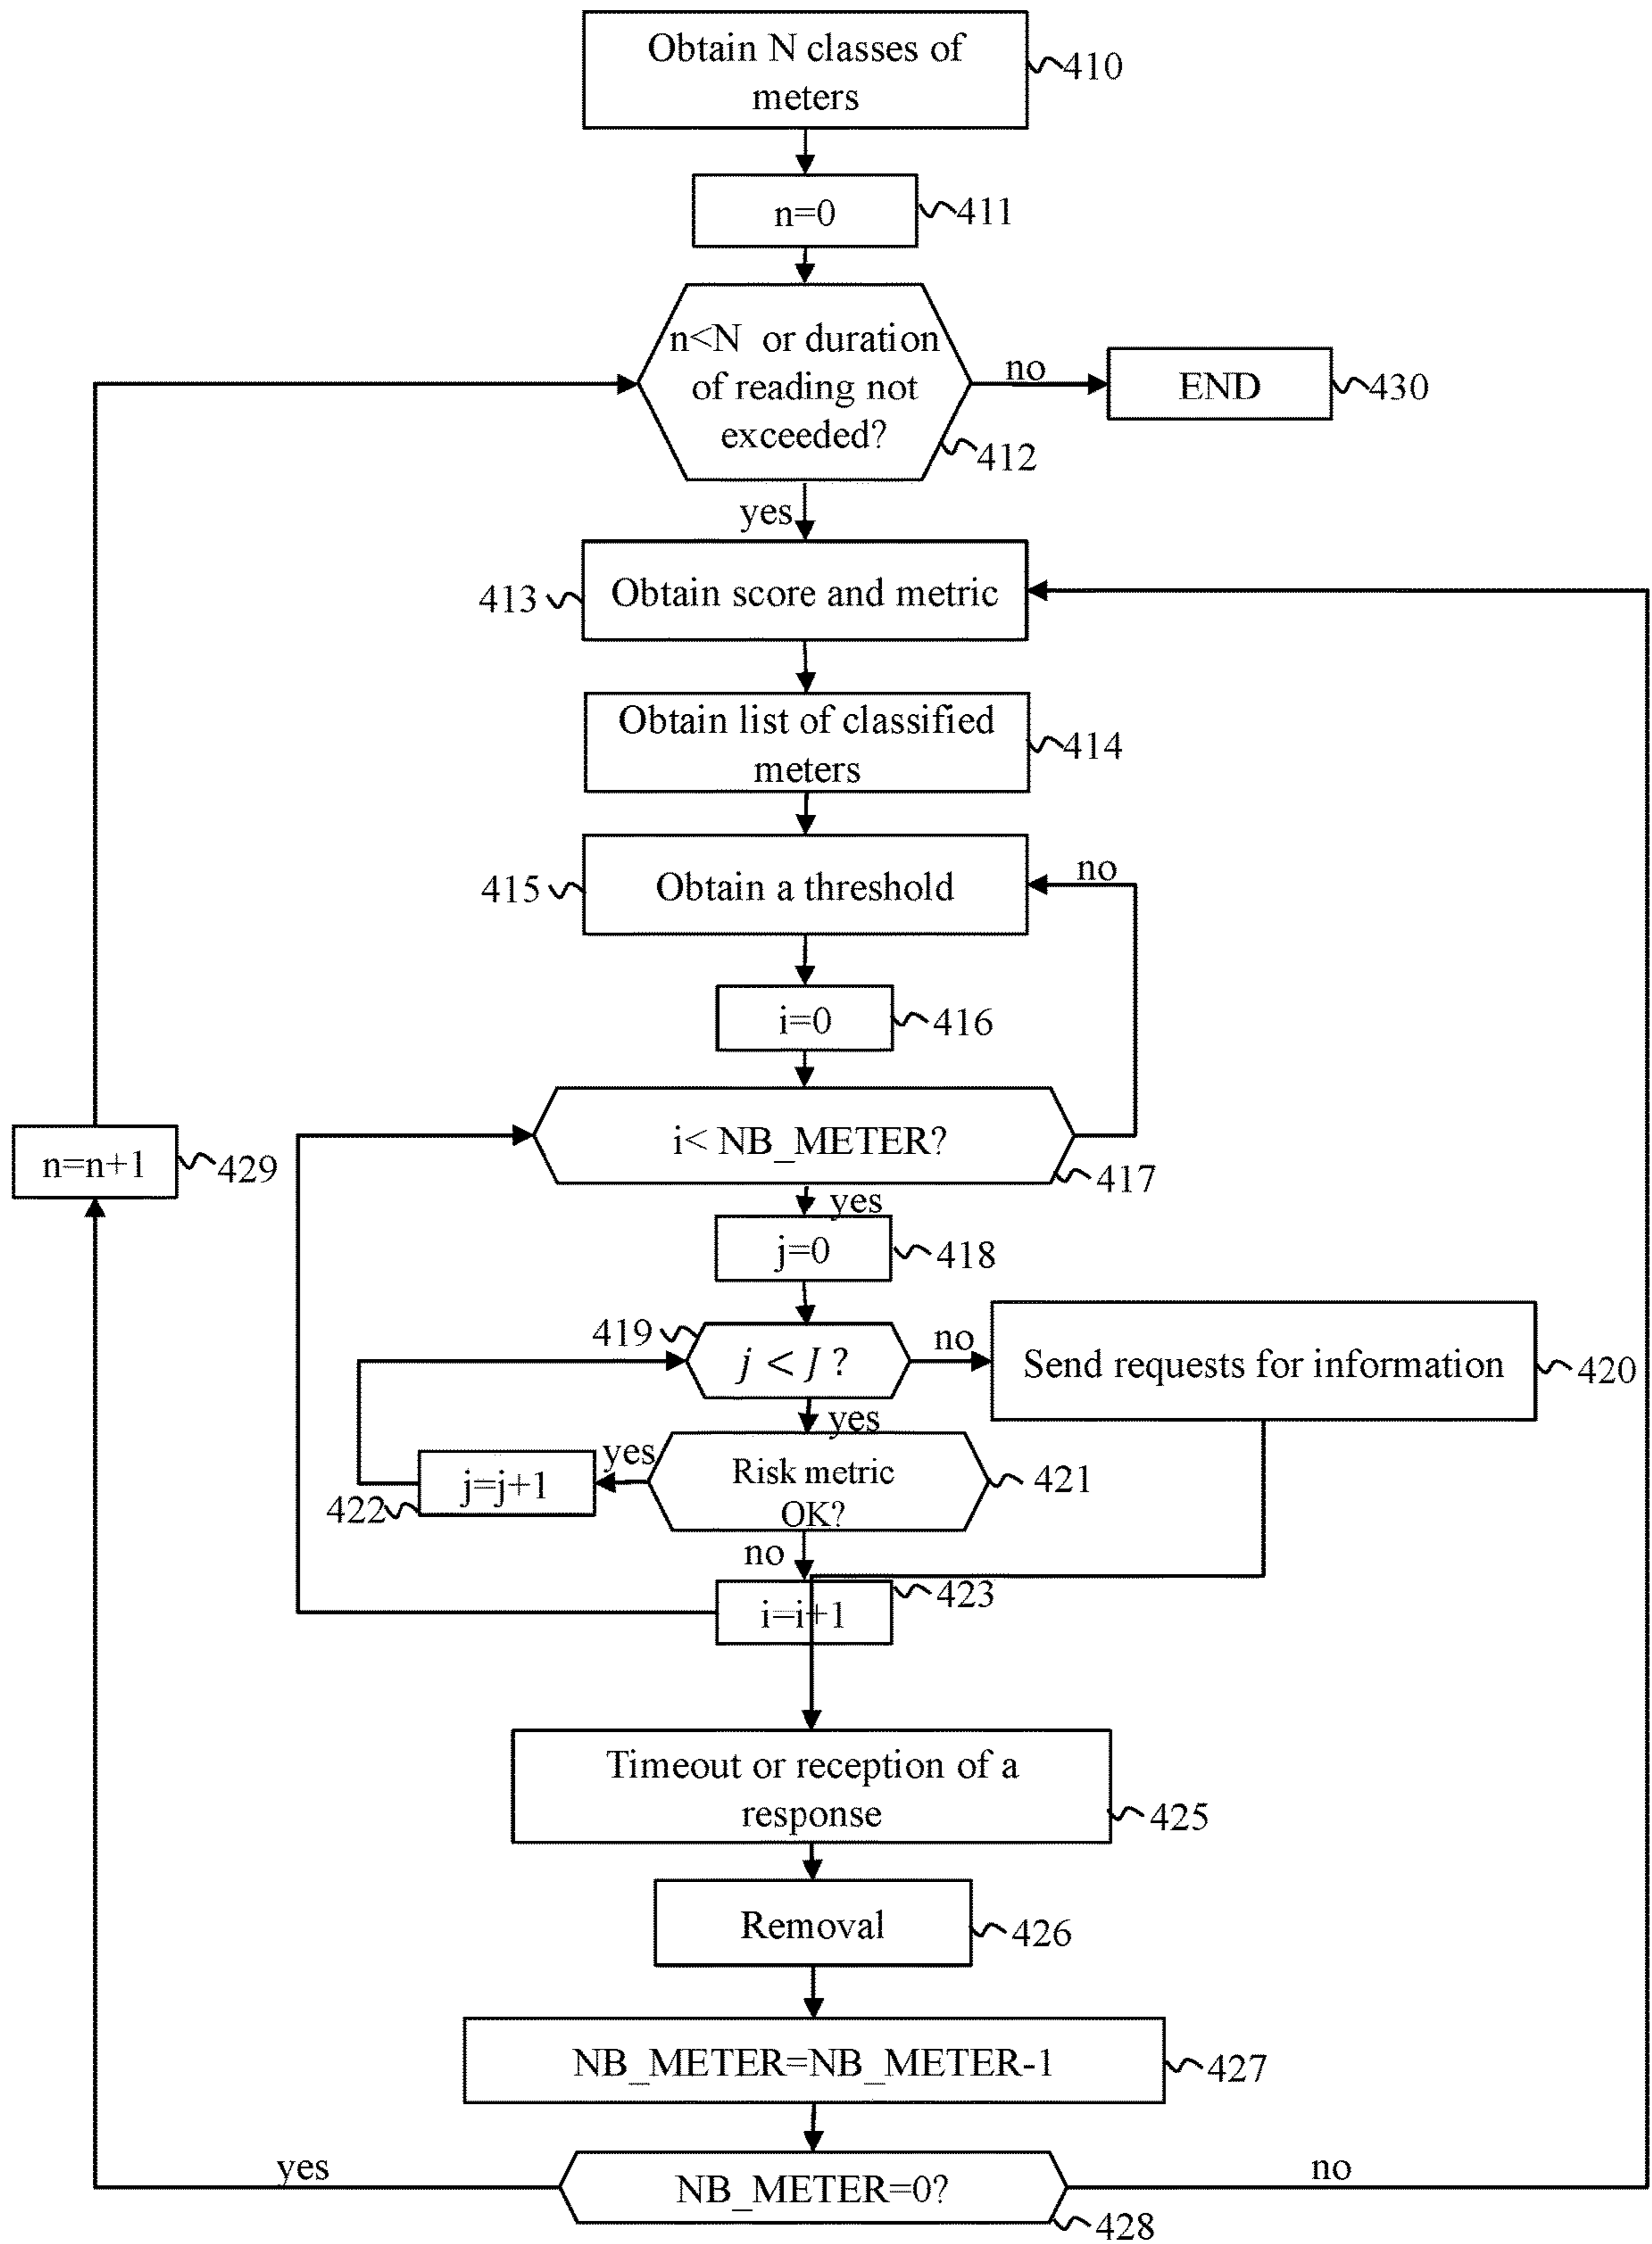 Obtain N classes of
meters
410
n=0
411
n<N or duration
of reading not
exceeded?
412
no
END
430
yes
413
Obtain score and metric
Obtain list of classified
meters
414
415
Obtain a threshold
no
i=0
416
i< NB_METER?
417
n=n+1
429
yes
j=0
418
419
j < J ?
no
Send requests for information
420
yes
Risk metric
OK?
421
yes
j=j+1
422
no
i=i+1
423
Timeout or reception of a
response
425
Removal
426
NB_METER=NB_METER-1
427
yes
NB_METER=0?
no
428